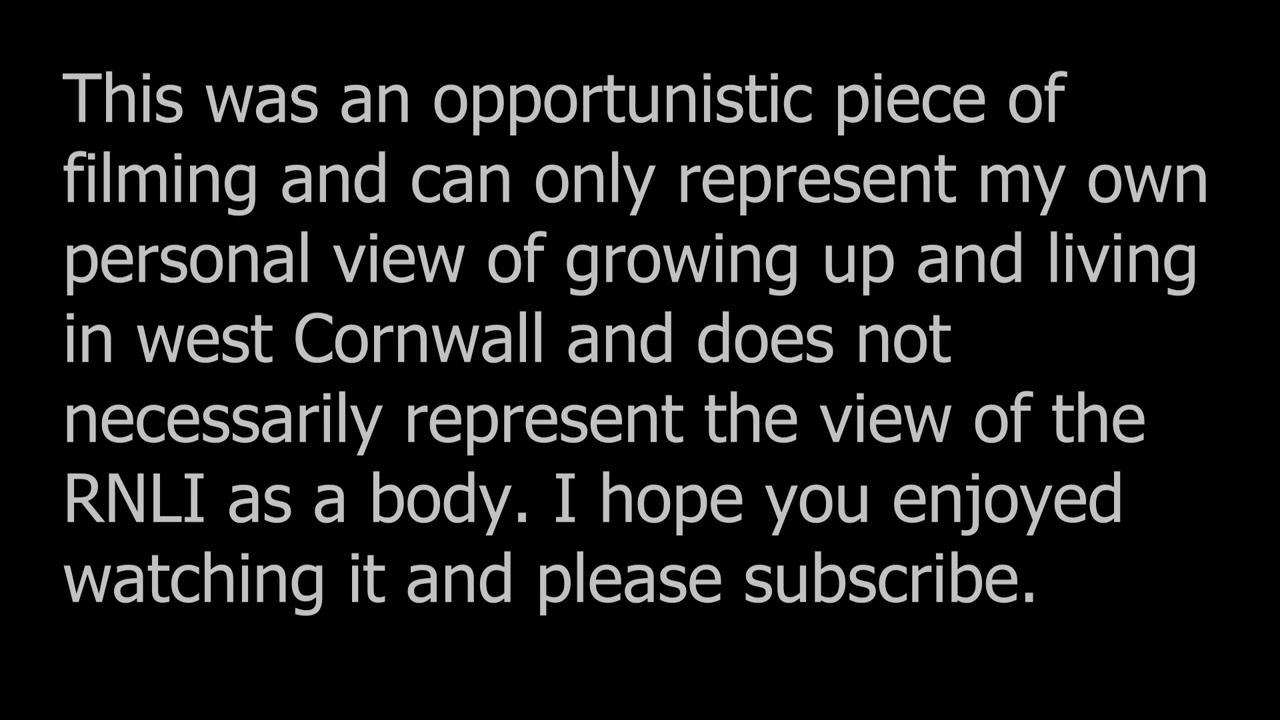 This was an opportunistic piece of
filming and can only represent my own
personal view of growing up and living
in west Cornwall and does not
necessarily represent the view of the
RNLI as a body. I hope you enjoyed
watching it and please subscribe.